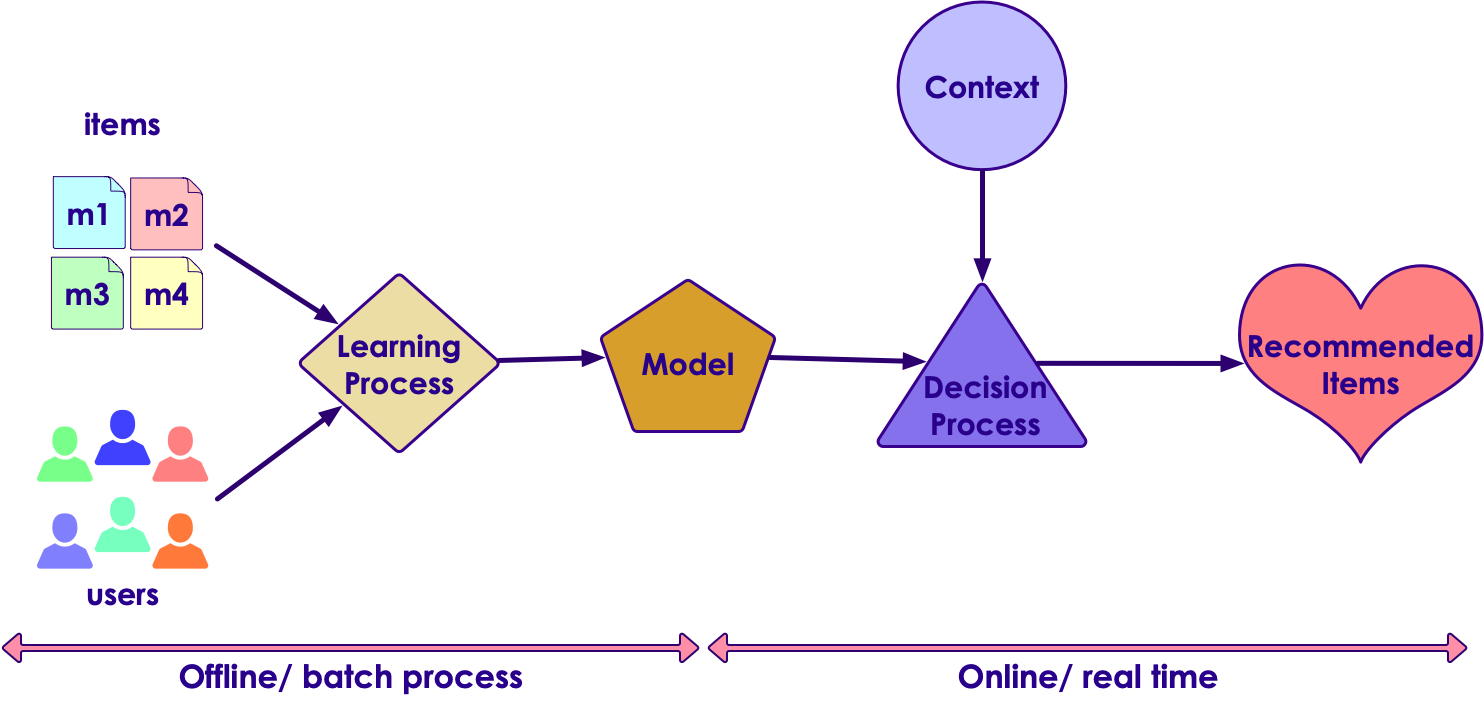 Context
items
m1 m2
m3 m4
Learning
Process
Model
Decision
Process
Recommended
Items
users
Offline/ batch process
Online/ real time